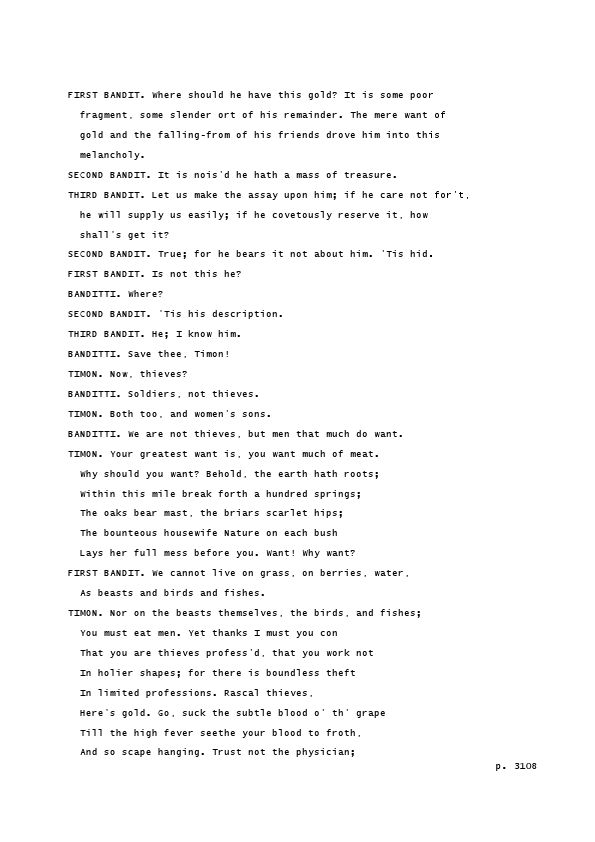 FIRST BANDIT. Where should he have this gold? It is some poor
fragment, some slender ort of his remainder. The mere want of
gold and the falling-from of his friends drove him into this
melancholy.
SECOND BANDIT. It is nois'd he hath a mass of treasure.
THIRD BANDIT. Let us make the assay upon him; if he care not for't,
he will supply us easily; if he covetously reserve it, how
shall's get it?
SECOND BANDIT. True; for he bears it not about him. 'Tis hid.
FIRST BANDIT. Is not this he?
BANDITTI. Where?
SECOND BANDIT. 'Tis his description.
THIRD BANDIT. He; I know him.
BANDITTI. Save thee, Timon!
TIMON. Now, thieves?
BANDITTI. Soldiers, not thieves.
TIMON. Both too, and women's sons.
BANDITTI. We are not thieves, but men that much do want.
TIMON. Your greatest want is, you want much of meat.
Why should you want? Behold, the earth hath roots;
Within this mile break forth a hundred springs;
The oaks bear mast, the briars scarlet hips;
The bounteous housewife Nature on each bush
Lays her full mess before you. Want! Why want?
FIRST BANDIT. We cannot live on grass, on berries, water,
As beasts and birds and fishes.
TIMON. Nor on the beasts themselves, the birds, and fishes;
You must eat men. Yet thanks I must you con
That you are thieves profess'd, that you work not
In holier shapes; for there is boundless theft
In limited professions. Rascal thieves,
Here's gold. Go, suck the subtle blood o' th' grape
Till the high fever seethe your blood to froth,
And so scape hanging. Trust not the physician;
p. 3108